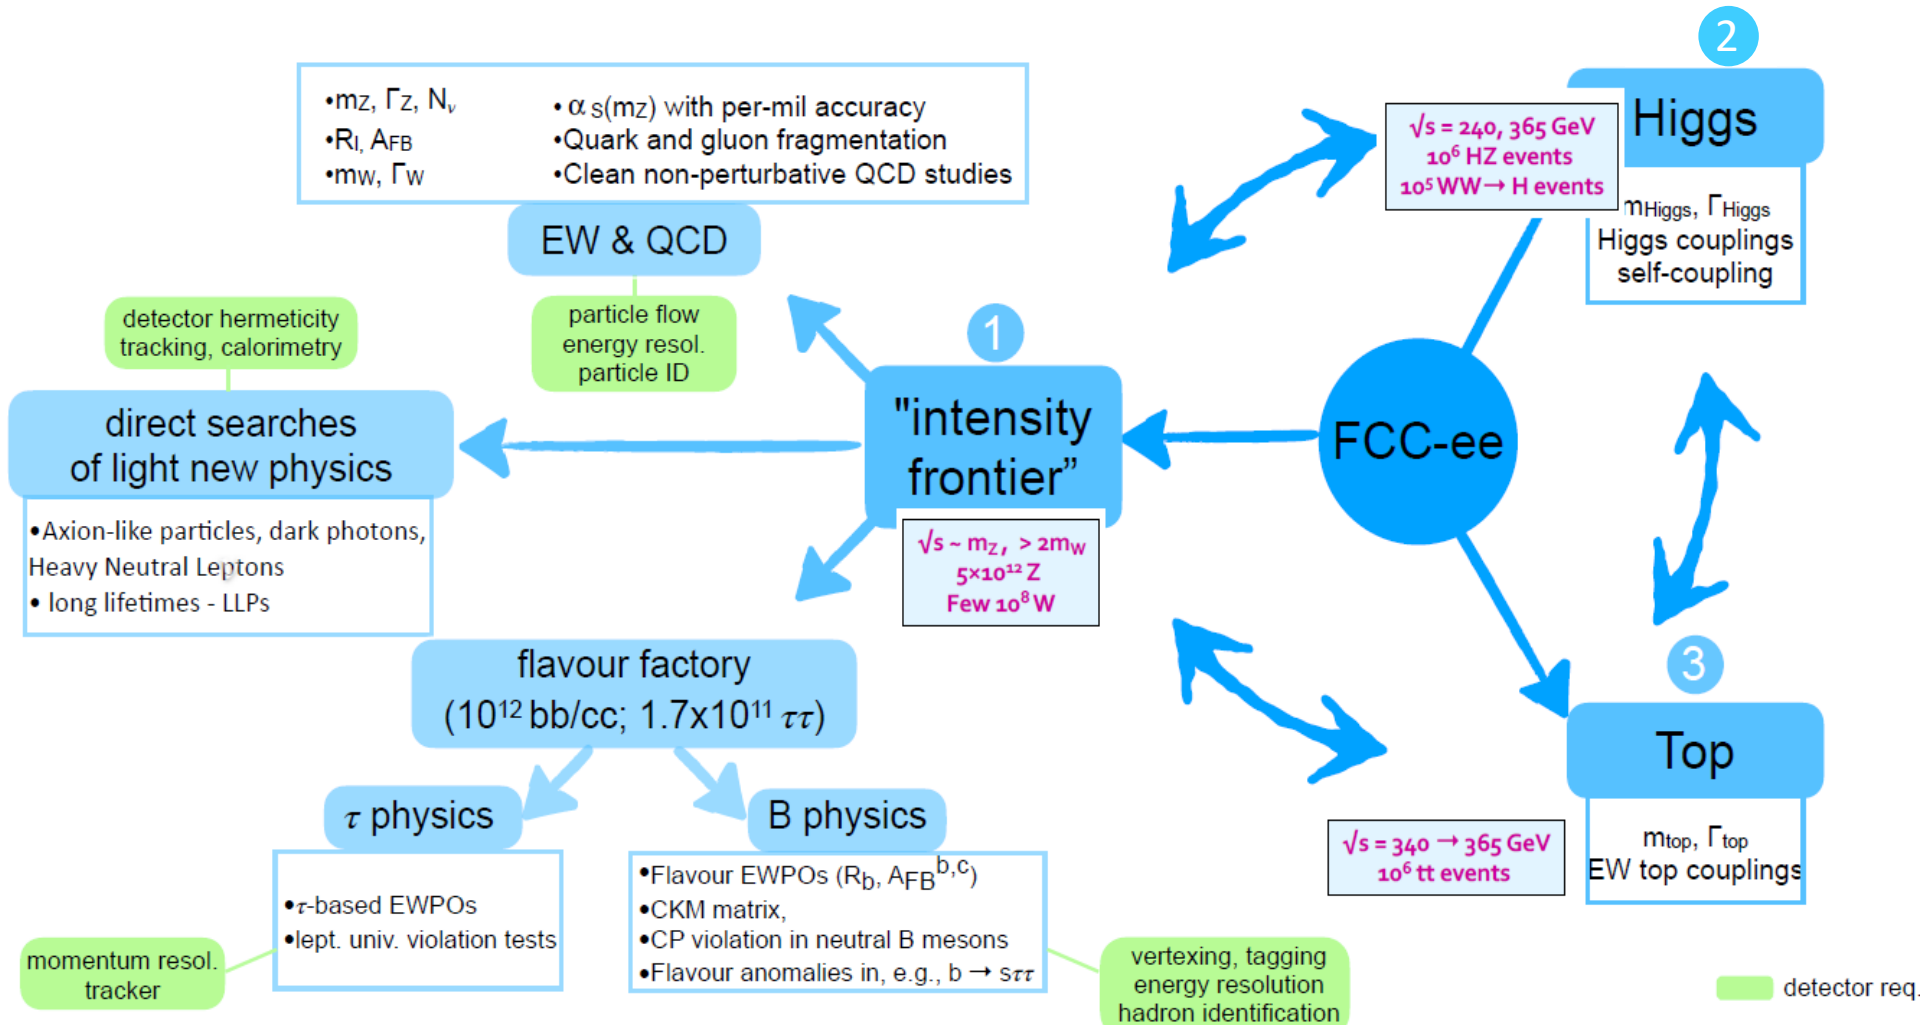 2
Higgs
√s = 240, 365 GeV
10⁶ HZ events
10⁵ WW → H events
mHiggs, ΓHiggs
Higgs couplings
self-coupling
•mZ, ΓZ, Nν
•Rl, AFB
•mW, ΓW
•αS(mZ) with per-mil accuracy
•Quark and gluon fragmentation
•Clean non-perturbative QCD studies
EW & QCD
particle flow
energy resol.
particle ID
detector hermeticity
tracking, calorimetry
direct searches
of light new physics
•Axion-like particles, dark photons,
Heavy Neutral Leptons
• long lifetimes - LLPs
1
"intensity
frontier”
√s ~ mZ, > 2mW
5×10¹² Z
Few 10⁸ W
FCC-ee
flavour factory
(10¹² bb/cc; 1.7x10¹¹ ττ)
τ physics
•τ-based EWPOs
•lept. univ. violation tests
momentum resol.
tracker
B physics
•Flavour EWPOs (Rb, AFBᵇ,ᶜ)
•CKM matrix,
•CP violation in neutral B mesons
•Flavour anomalies in, e.g., b → sττ
vertexing, tagging
energy resolution
hadron identification
3
Top
√s = 340 → 365 GeV
10⁶ tt events
mtop, Γtop
EW top couplings
detector req.